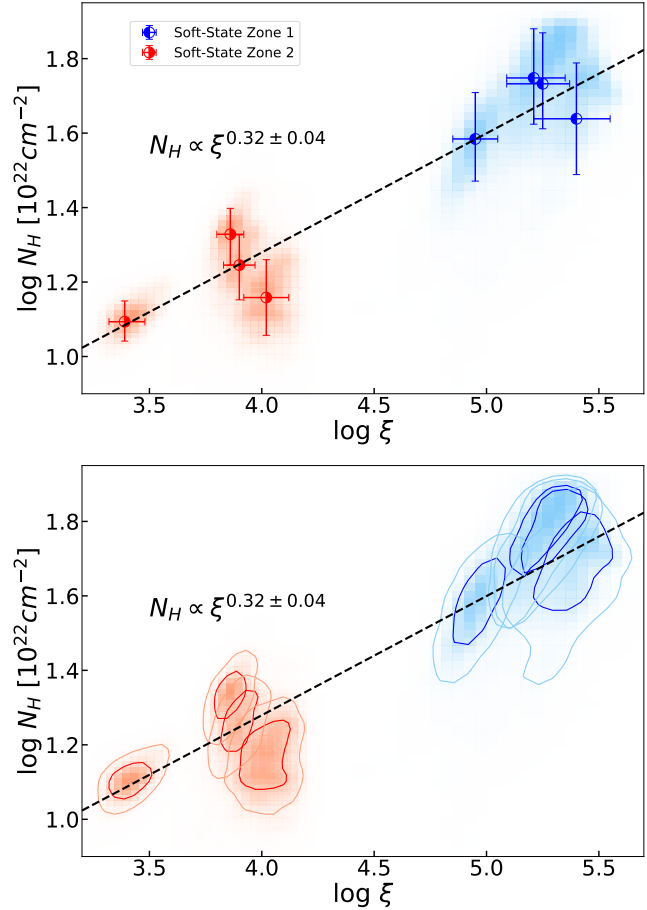 Soft-State Zone 1
Soft-State Zone 2
N_H ∝ ξ^{0.32 ± 0.04}
log N_H [10^{22}cm^{-2}]
1.8
1.6
1.4
1.2
1.0
3.5 4.0 4.5 5.0 5.5
log ξ
N_H ∝ ξ^{0.32 ± 0.04}
log N_H [10^{22}cm^{-2}]
1.8
1.6
1.4
1.2
1.0
3.5 4.0 4.5 5.0 5.5
log ξ